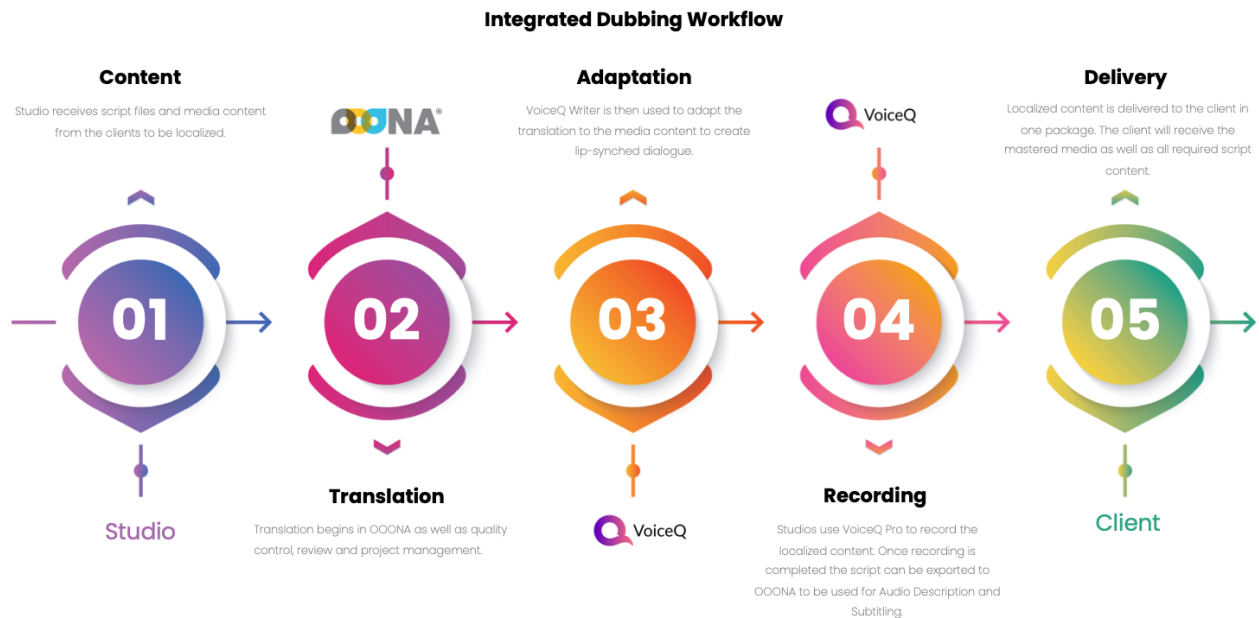 Integrated Dubbing Workflow
Content
Studio receives script files and media content
from the clients to be localized.
01
Studio
OOONA®
02
Translation
Translation begins in OOONA as well as quality
control, review and project management.
Adaptation
VoiceQ Writer is then used to adapt the
translation to the media content to create
lip-synched dialogue.
03
VoiceQ
VoiceQ
04
Recording
Studios use VoiceQ Pro to record the
localized content. Once recording is
completed the script can be exported to
OOONA to be used for Audio Description and
Subtitling.
Delivery
Localized content is delivered to the client in
one package. The client will receive the
mastered media as well as all required script
content.
05
Client